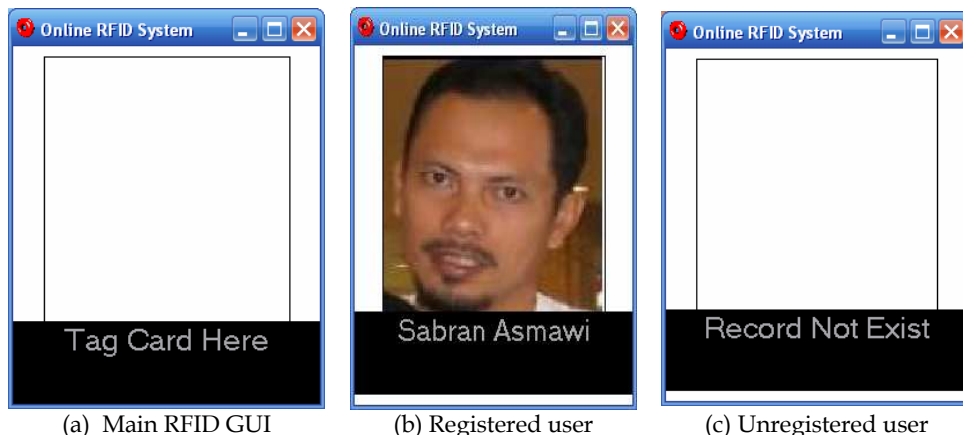 Online RFID System
Tag Card Here
(a) Main RFID GUI
Online RFID System
Sabran Asmawi
(b) Registered user
Online RFID System
Record Not Exist
(c) Unregistered user